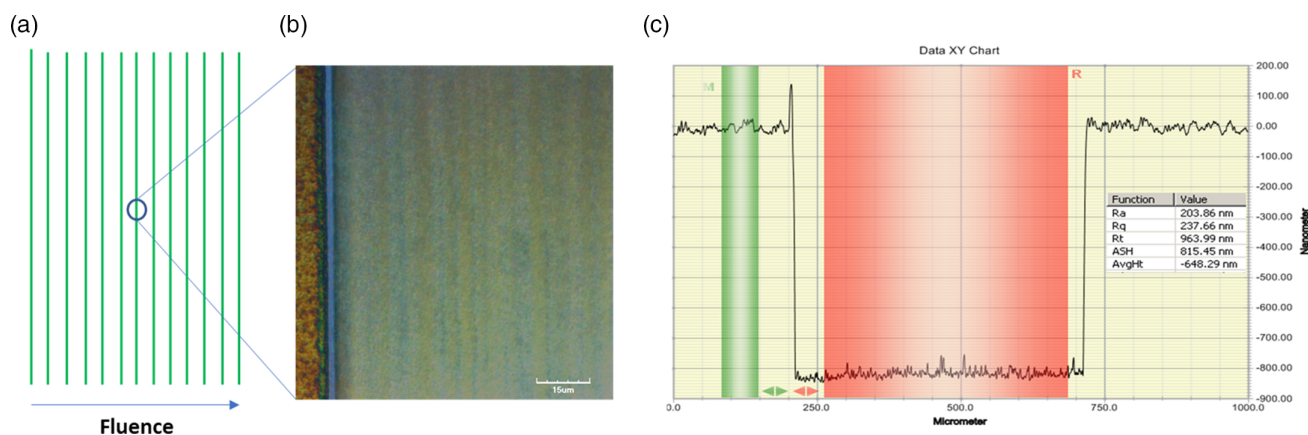 (a)
Fluence
(b)
15um
(c)
Data XY Chart
M
R
200.00
100.00
0.00
-100.00
-200.00
-300.00
-400.00
-500.00
-600.00
-700.00
-800.00
-900.00
Nanometer
Function Value
Ra 203.86 nm
Rq 237.66 nm
Rt 963.99 nm
ASH 815.45 nm
AvgHt -648.29 nm
0.0 250.0 500.0 750.0 1000.0
Micrometer